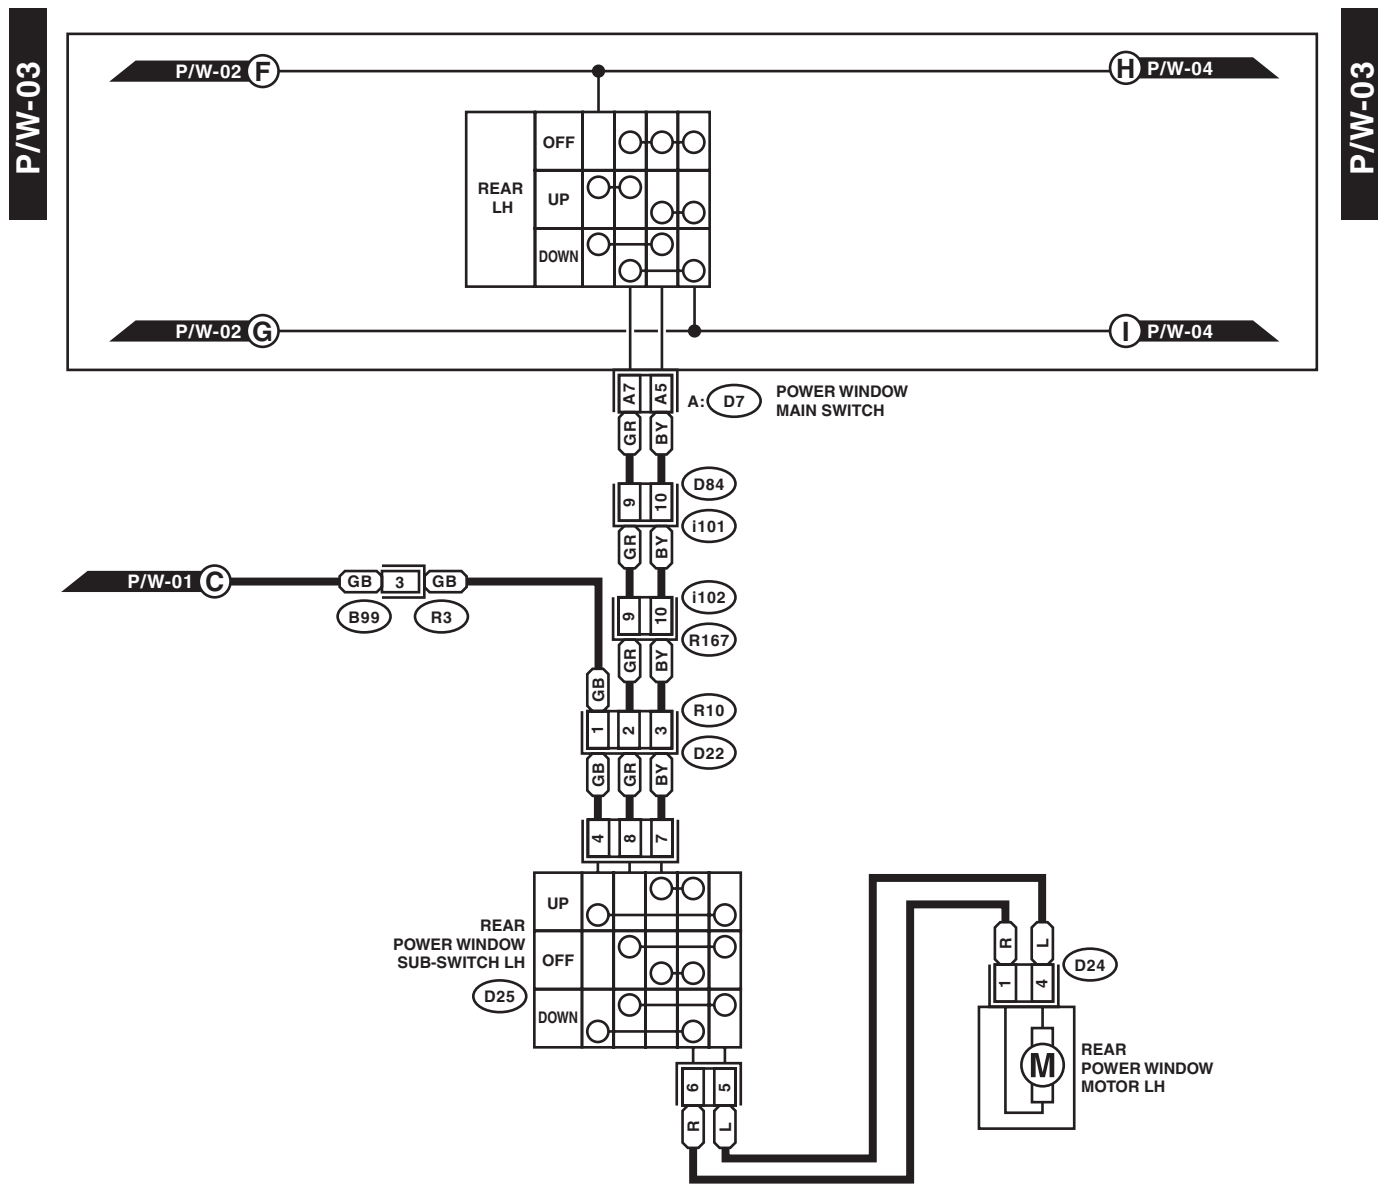 P/W-03
P/W-03
P/W-02 F
H P/W-04
REAR
LH
OFF
UP
DOWN
P/W-02 G
I P/W-04
A7 A5
A: D7
POWER WINDOW
MAIN SWITCH
GR BY
D84
9 10
i101
GR BY
P/W-01 C
GB 3 GB
B99 R3
i102
9 10
R167
GB GR BY
R10
1 2 3
D22
GB GR BY
4 8 7
UP
OFF
DOWN
REAR
POWER WINDOW
SUB-SWITCH LH
D25
6 5
R L
R L
D24
1 4
M
REAR
POWER WINDOW
MOTOR LH